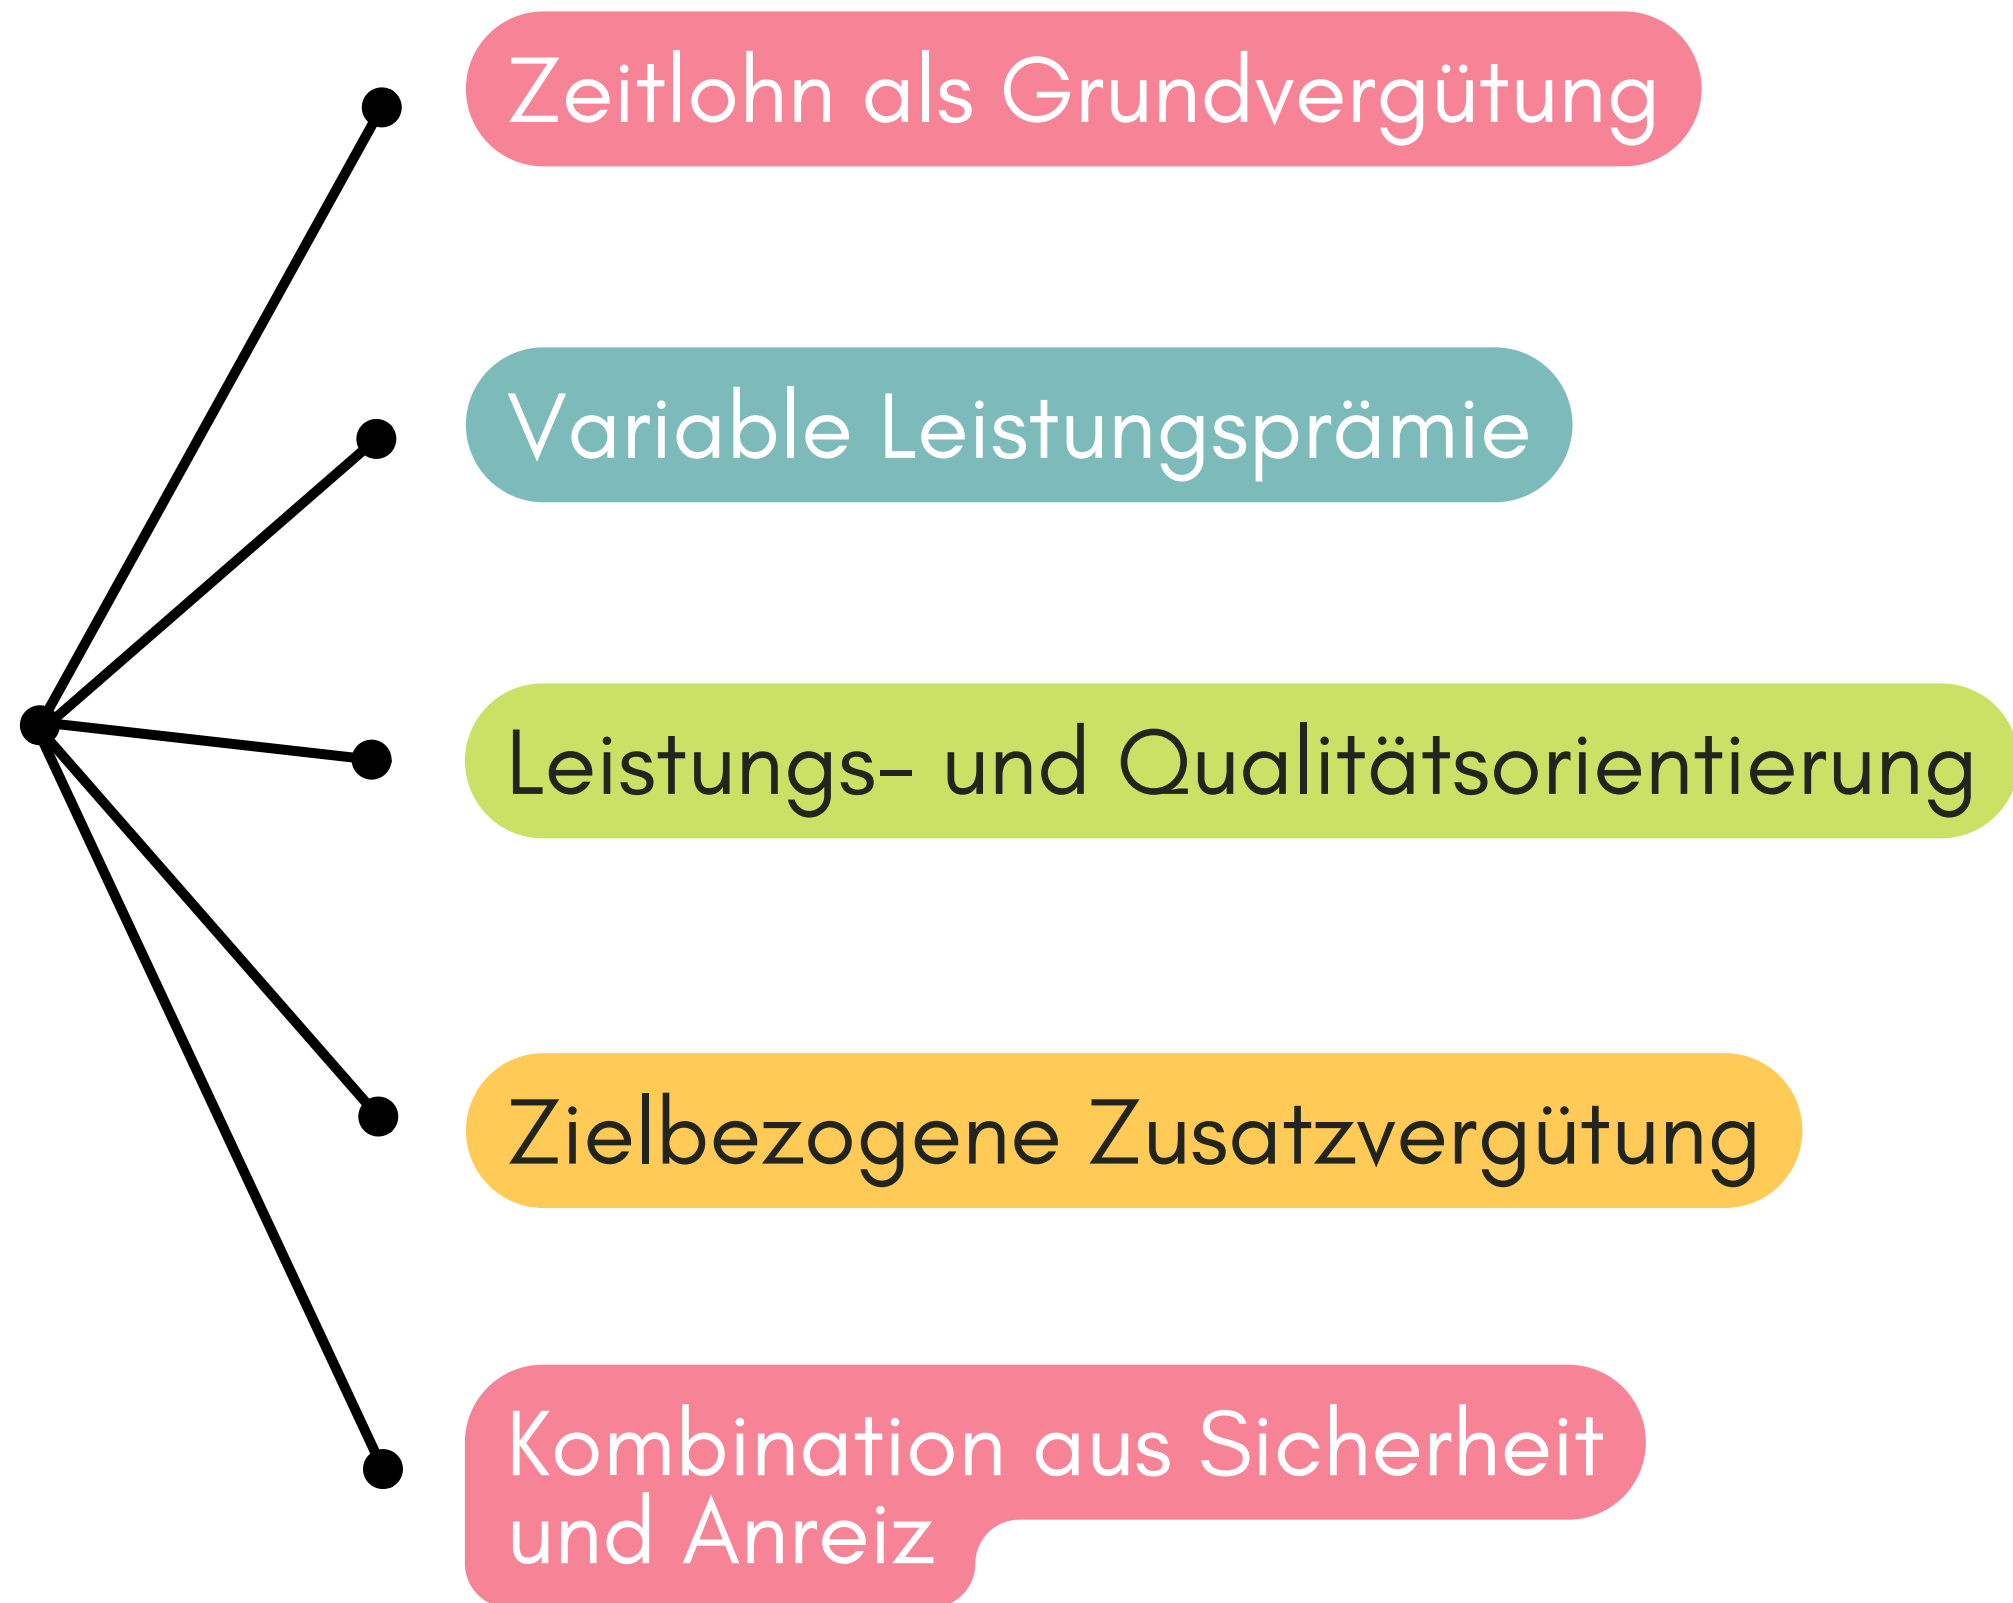 Zeitlohn als Grundvergütung
Variable Leistungsprämie
Leistungs- und Qualitätsorientierung
Zielbezogene Zusatzvergütung
Kombination aus Sicherheit
und Anreiz